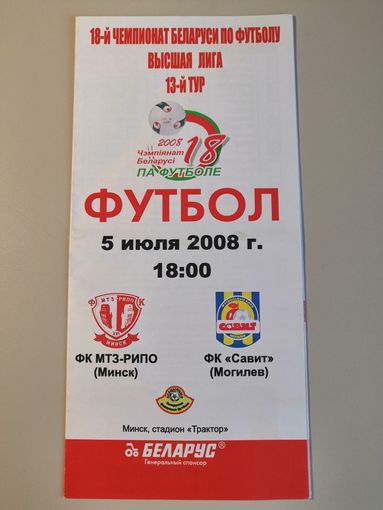 18-й ЧЕМПИОНАТ БЕЛАРУСИ ПО ФУТБОЛУ
ВЫСШАЯ ЛИГА
13-й ТУР
2008
Чэмпіянат
Беларусі
18
ПА ФУТБОЛЕ
ФУТБОЛ
5 июля 2008 г.
18:00
Ф К
МТЗ-РИПО
МИНСК
САВИТ
ФК МТЗ-РИПО
(Минск)
ФК «Савит»
(Могилев)
Минск, стадион «Трактор»
БЕЛАРУС®
Генеральный спонсор